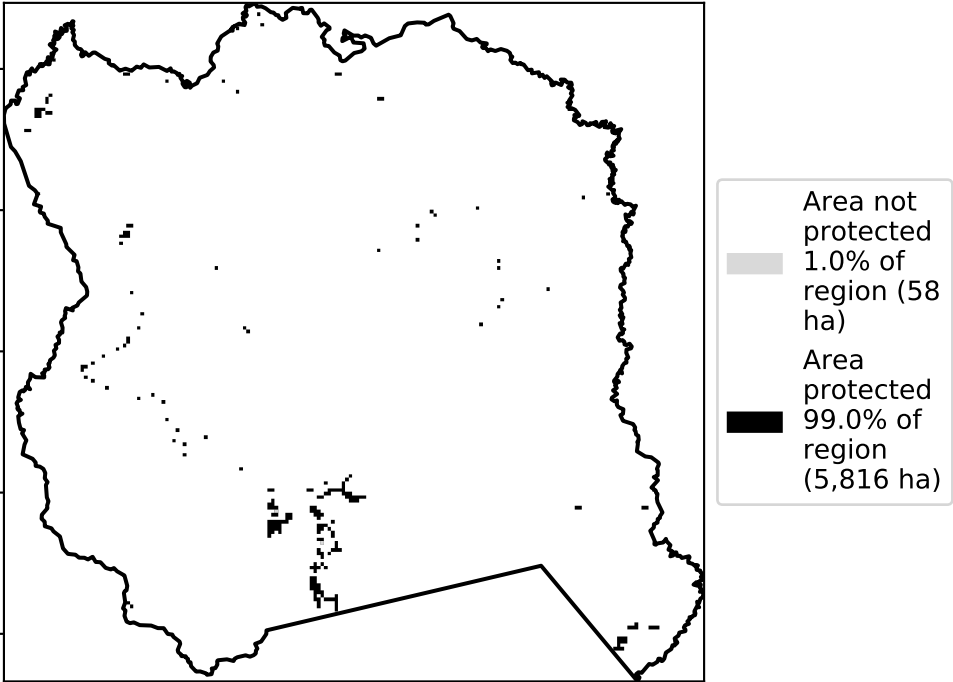 Area not
protected
1.0% of
region (58
ha)
Area
protected
99.0% of
region
(5,816 ha)